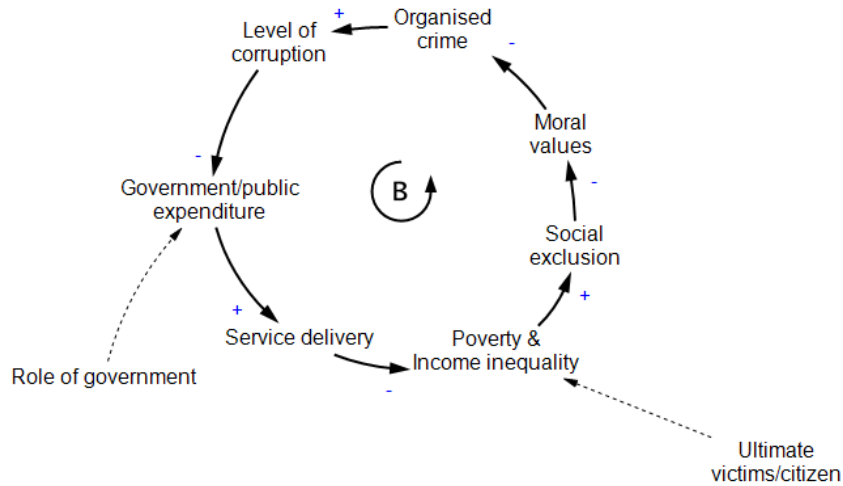 +
Organised
crime
-
Level of
corruption
Moral
values
-
-
Government/public
expenditure
B
Social
exclusion
+
+
Service delivery
Poverty &
Income inequality
-
Role of government
Ultimate
victims/citizen